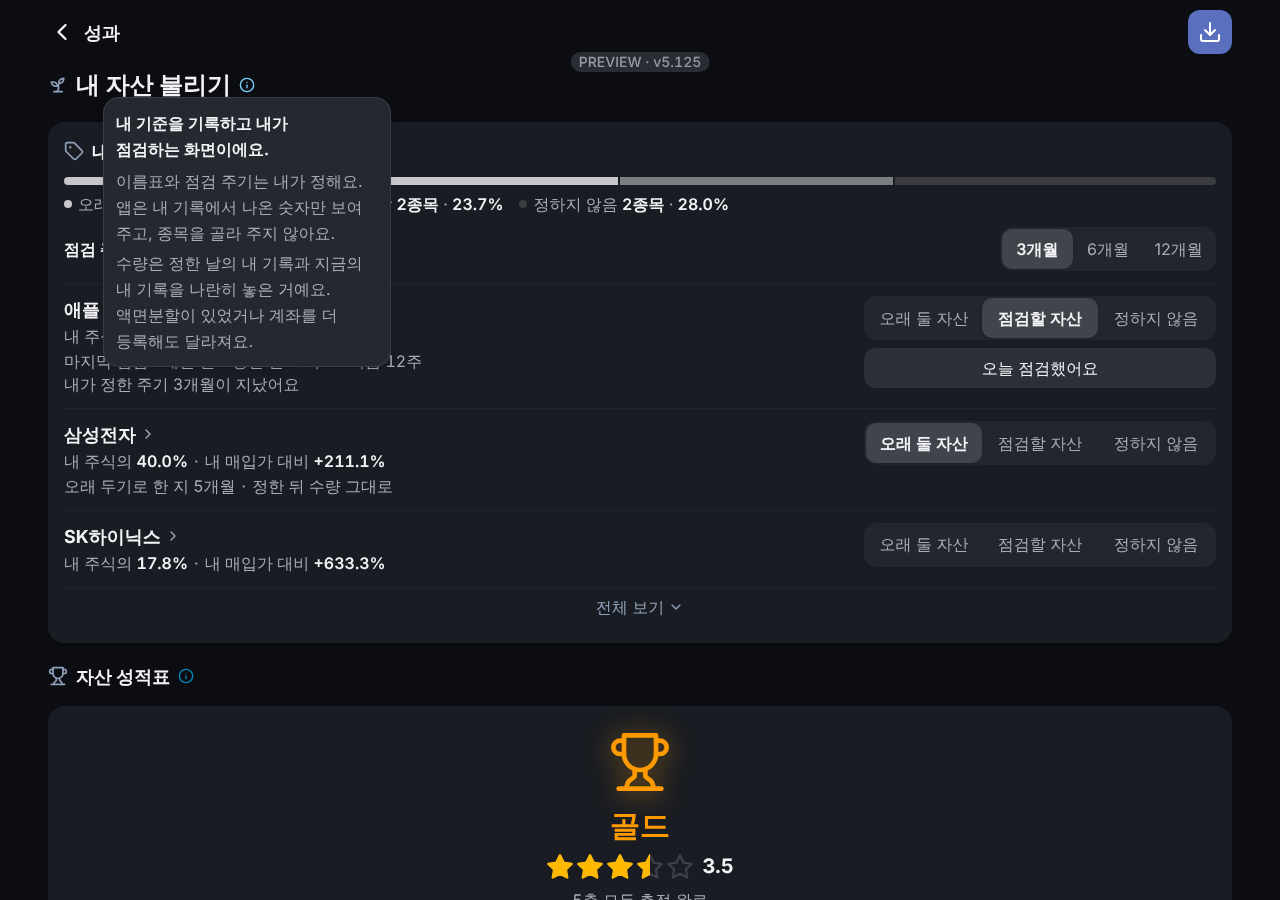 성과
PREVIEW · v5.125
내 자산 불리기
내 기준을 기록하고 내가
점검하는 화면이에요.
이름표와 점검 주기는 내가 정해요.
앱은 내 기록에서 나온 숫자만 보여
주고, 종목을 골라 주지 않아요.
수량은 정한 날의 내 기록과 지금의
내 기록을 나란히 놓은 거예요.
액면분할이 있었거나 계좌를 더
등록해도 달라져요.
2종목 · 23.7% 정하지 않음 2종목 · 28.0%
점검
3개월 6개월 12개월
애플
오래 둘 자산 점검할 자산 정하지 않음
마지막 12주
오늘 점검했어요
내가 정한 주기 3개월이 지났어요
삼성전자
오래 둘 자산 점검할 자산 정하지 않음
내 주식의 40.0% · 내 매입가 대비 +211.1%
오래 두기로 한 지 5개월 · 정한 뒤 수량 그대로
SK하이닉스
오래 둘 자산 점검할 자산 정하지 않음
내 주식의 17.8% · 내 매입가 대비 +633.3%
전체 보기
자산 성적표
골드
3.5